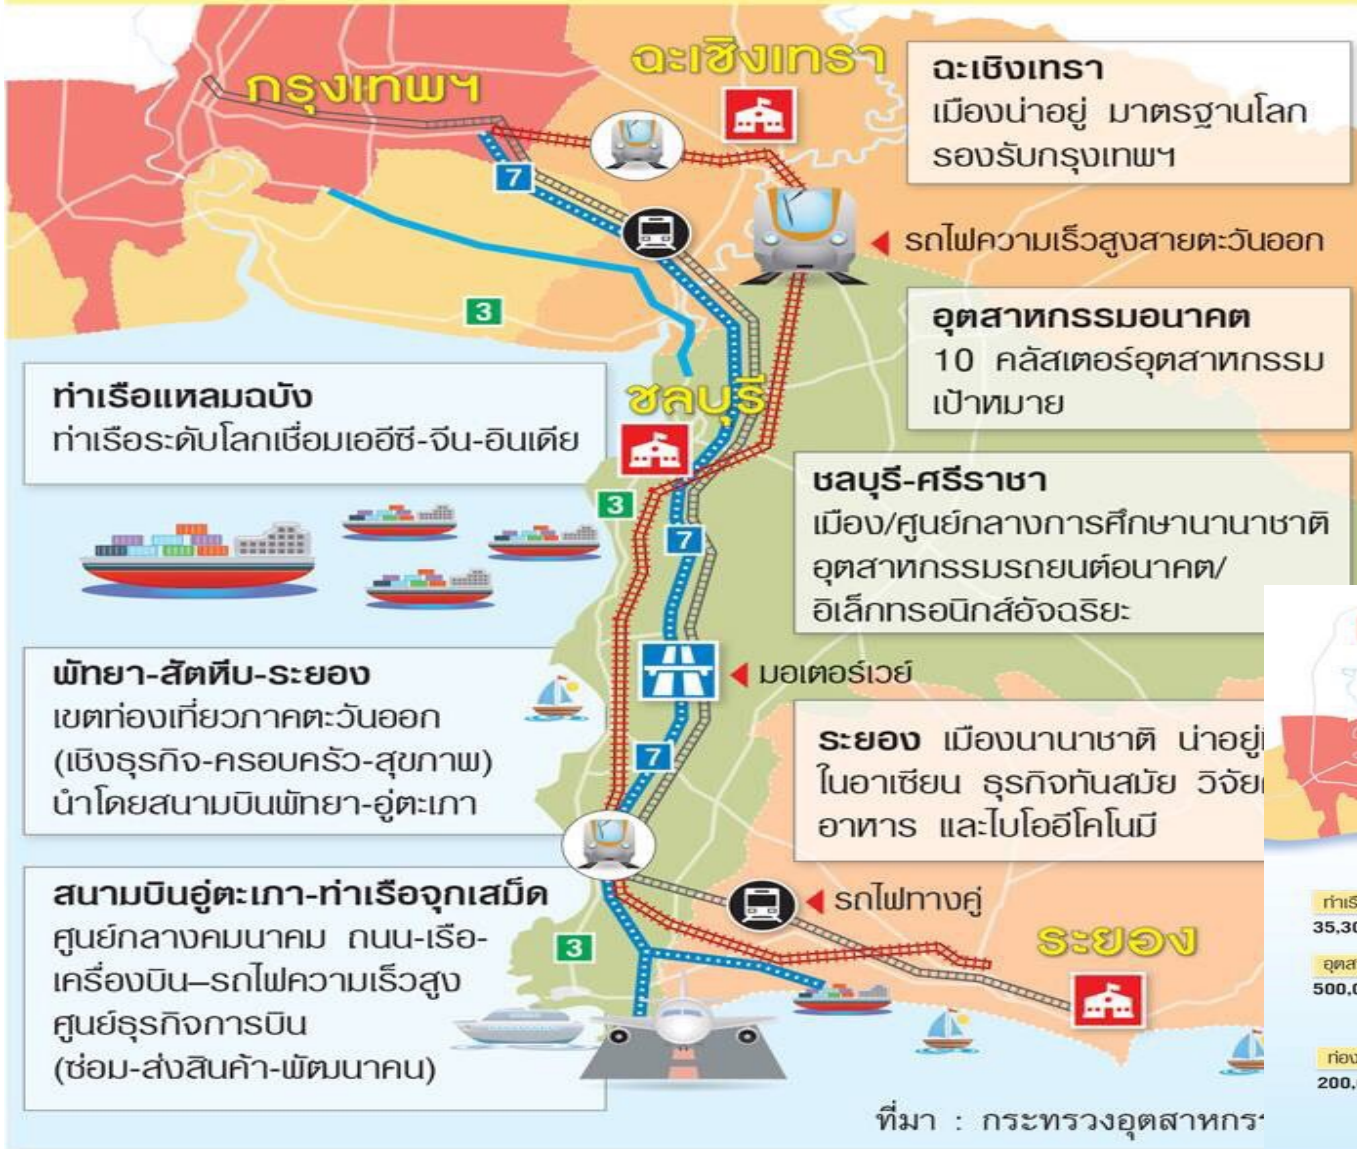 กรุงเทพฯ
ฉะเชิงเทรา
ฉะเชิงเทรา
เมืองน่าอยู่ มาตรฐานโลก
รองรับกรุงเทพฯ
7
รถไฟความเร็วสูงสายตะวันออก
3
อุตสาหกรรมอนาคต
10 คลัสเตอร์อุตสาหกรรม
เป้าหมาย
ท่าเรือแหลมฉบัง
ท่าเรือระดับโลกเชื่อมเออีซี-จีน-อินเดีย
ชลบุรี
3
7
ชลบุรี-ศรีราชา
เมือง/ศูนย์กลางการศึกษานานาชาติ
อุตสาหกรรมรถยนต์อนาคต/
อิเล็กทรอนิกส์อัจฉริยะ
มอเตอร์เวย์
พัทยา-สัตหีบ-ระยอง
เขตท่องเที่ยวภาคตะวันออก
(เชิงธุรกิจ-ครอบครัว-สุขภาพ)
นำโดยสนามบินพัทยา-อู่ตะเภา
7
ระยอง เมืองนานาชาติ น่าอยู่
ในอาเซียน ธุรกิจทันสมัย วิจัย
อาหาร และไบโออีโคโนมี
รถไฟทางคู่
สนามบินอู่ตะเภา-ท่าเรือจุกเสม็ด
ศูนย์กลางคมนาคม ถนน-เรือ-
เครื่องบิน–รถไฟความเร็วสูง
ศูนย์ธุรกิจการบิน
(ซ่อม-ส่งสินค้า-พัฒนาคน)
3
ระยอง
ที่มา : กระทรวงอุตสาหกรร
ท่าเรื
35,30
อุตสา
500,0
ท่อง
200,